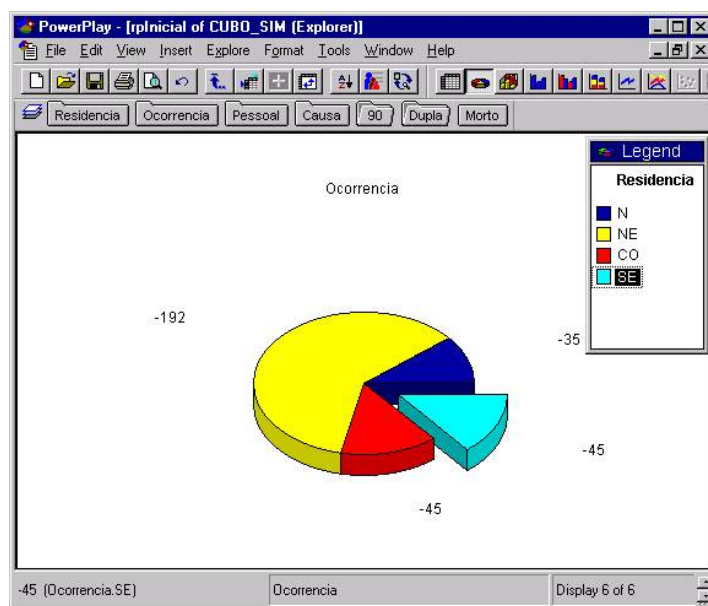 PowerPlay - [rpInicial of CUBO_SIM (Explorer)]
File Edit View Insert Explore Format Tools Window Help
Residencia Ocorrencia Pessoal Causa 90 Dupla Morto
Legend
Residencia
N
NE
CO
SE
Ocorrencia
-192
-35
-45
-45
-45 (Ocorrencia.SE) Ocorrencia Display 6 of 6